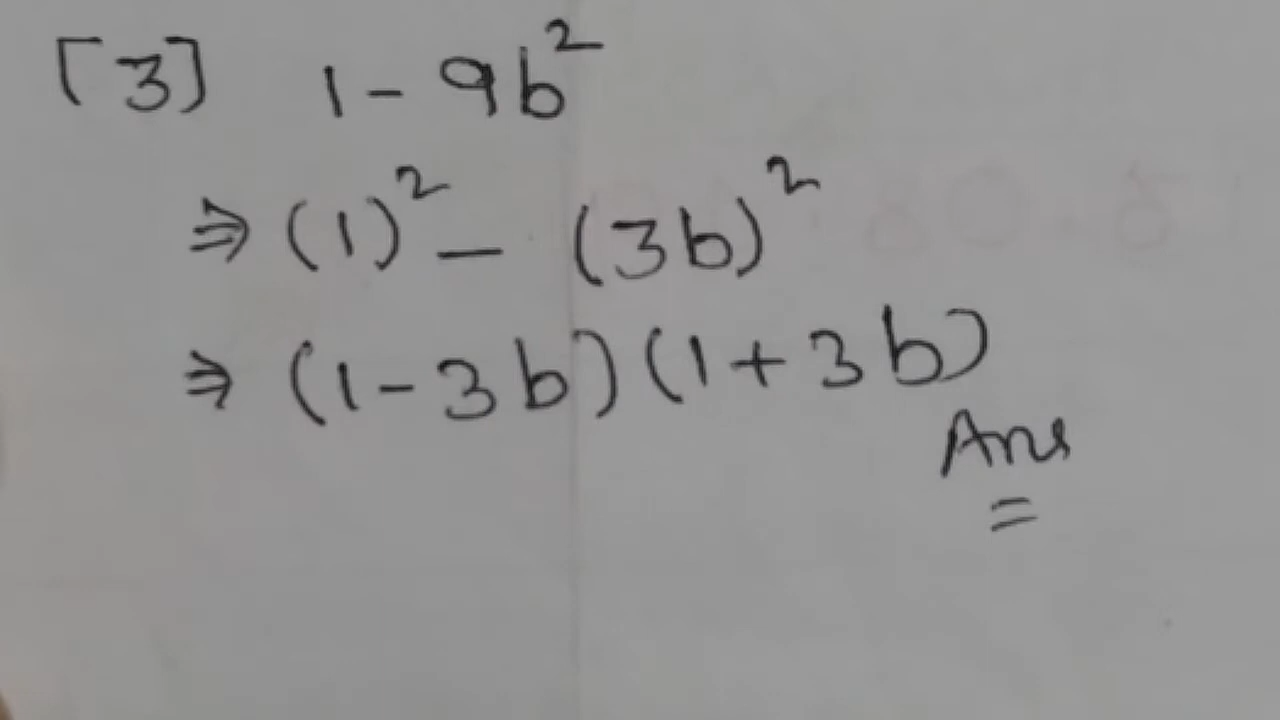 [3] 1 - 9b²
⇒ (1)² - (3b)²
⇒ (1-3b)(1+3b)
Ans
=